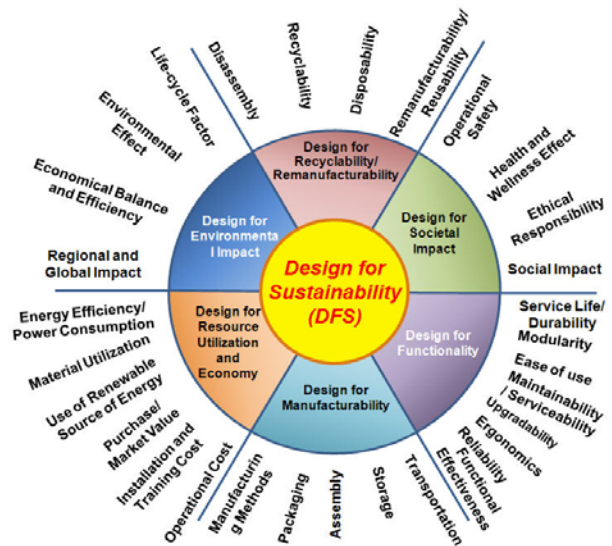 Disassembly
Recyclability
Disposability
Remanufacturability/
Reusability
Design for
Recyclability/
Remanufacturability
Operational
Safety
Health and
Wellness Effect
Ethical
Responsibility
Social Impact
Design for
Societal
Impact
Service Life/
Durability
Modularity
Ease of use
Maintainability
/ Serviceability
Upgradability
Ergonomics
Reliability
Functional
Effectiveness
Design for
Functionality
Transportation
Storage
Assembly
Packaging
Manufacturin
g Methods
Design for
Manufacturability
Operational Cost
Installation and
Training Cost
Purchase/
Market Value
Use of Renewable
Source of Energy
Material Utilization
Energy Efficiency/
Power Consumption
Design for
Resource
Utilization
and
Economy
Regional and
Global Impact
Economical Balance
and Efficiency
Environmental
Effect
Life-cycle Factor
Design for
Environmenta
l Impact
Design for
Sustainability
(DFS)